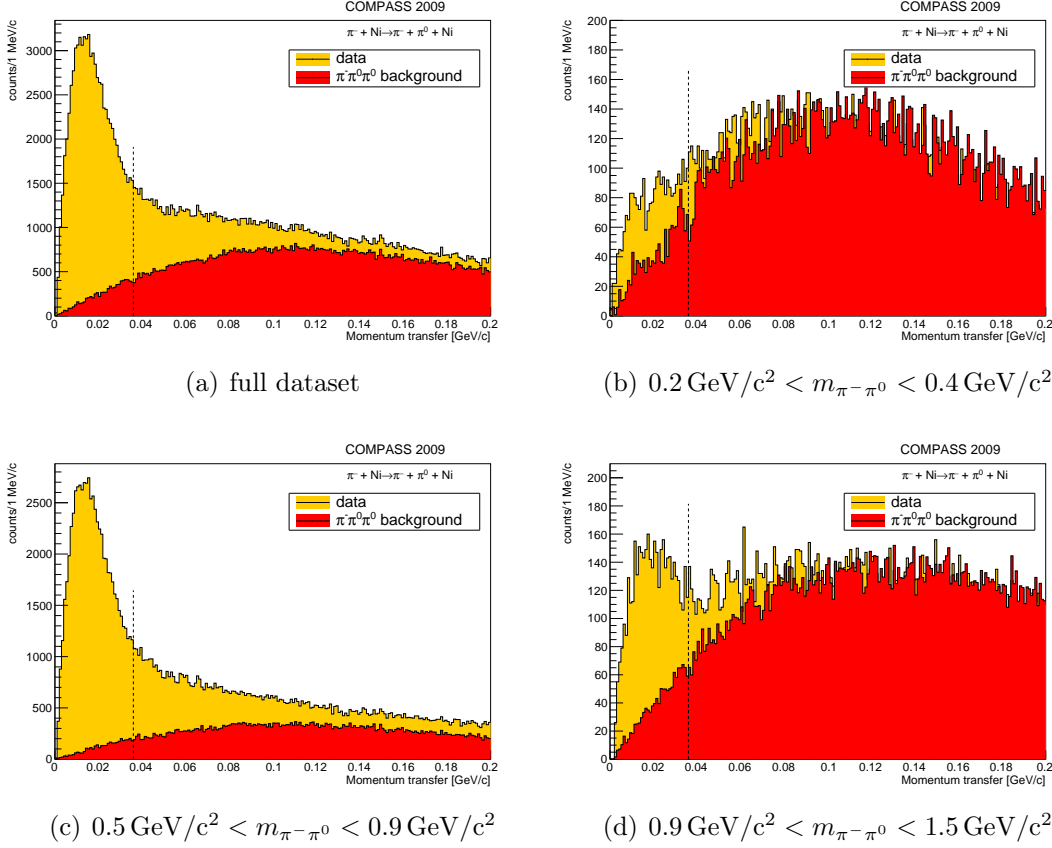 COMPASS 2009
counts/1 MeV/c
π⁻ + Ni→π⁻ + π⁰ + Ni
data
π⁻π⁰π⁰ background
3000
2500
2000
1500
1000
500
0
0 0.02 0.04 0.06 0.08 0.1 0.12 0.14 0.16 0.18 0.2
Momentum transfer [GeV/c]
(a) full dataset
COMPASS 2009
counts/1 MeV/c
π⁻ + Ni→π⁻ + π⁰ + Ni
data
π⁻π⁰π⁰ background
200
180
160
140
120
100
80
60
40
20
0
0 0.02 0.04 0.06 0.08 0.1 0.12 0.14 0.16 0.18 0.2
Momentum transfer [GeV/c]
(b) 0.2 GeV/c² < m_π⁻π⁰ < 0.4 GeV/c²
COMPASS 2009
counts/1 MeV/c
π⁻ + Ni→π⁻ + π⁰ + Ni
data
π⁻π⁰π⁰ background
2500
2000
1500
1000
500
0
0 0.02 0.04 0.06 0.08 0.1 0.12 0.14 0.16 0.18 0.2
Momentum transfer [GeV/c]
(c) 0.5 GeV/c² < m_π⁻π⁰ < 0.9 GeV/c²
COMPASS 2009
counts/1 MeV/c
π⁻ + Ni→π⁻ + π⁰ + Ni
data
π⁻π⁰π⁰ background
200
180
160
140
120
100
80
60
40
20
0
0 0.02 0.04 0.06 0.08 0.1 0.12 0.14 0.16 0.18 0.2
Momentum transfer [GeV/c]
(d) 0.9 GeV/c² < m_π⁻π⁰ < 1.5 GeV/c²